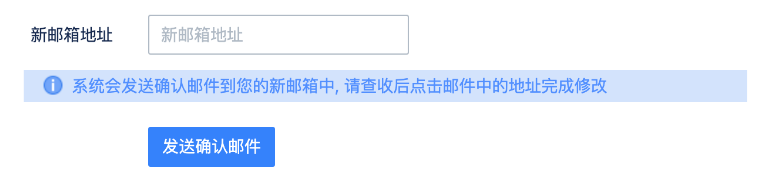 新邮箱地址 新邮箱地址
系统会发送确认邮件到您的新邮箱中, 请查收后点击邮件中的地址完成修改
发送确认邮件